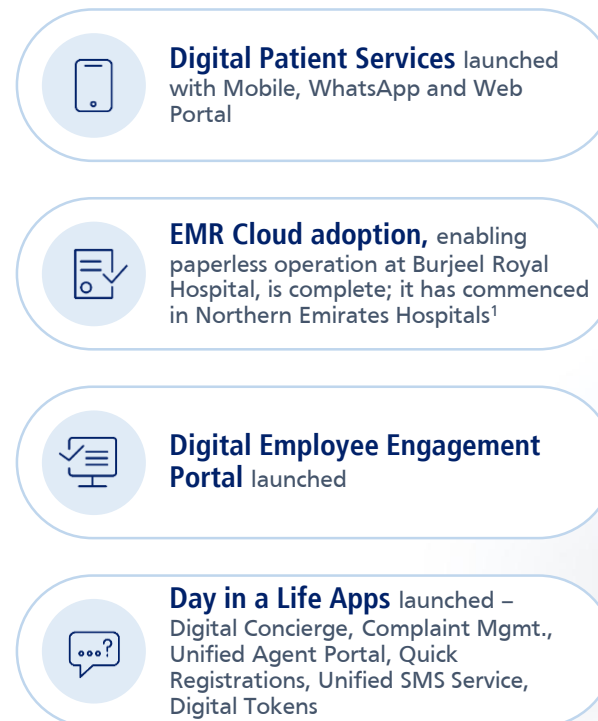 Digital Patient Services launched
with Mobile, WhatsApp and Web
Portal
EMR Cloud adoption, enabling
paperless operation at Burjeel Royal
Hospital, is complete; it has commenced
in Northern Emirates Hospitals¹
Digital Employee Engagement
Portal launched
...?
Day in a Life Apps launched –
Digital Concierge, Complaint Mgmt.,
Unified Agent Portal, Quick
Registrations, Unified SMS Service,
Digital Tokens